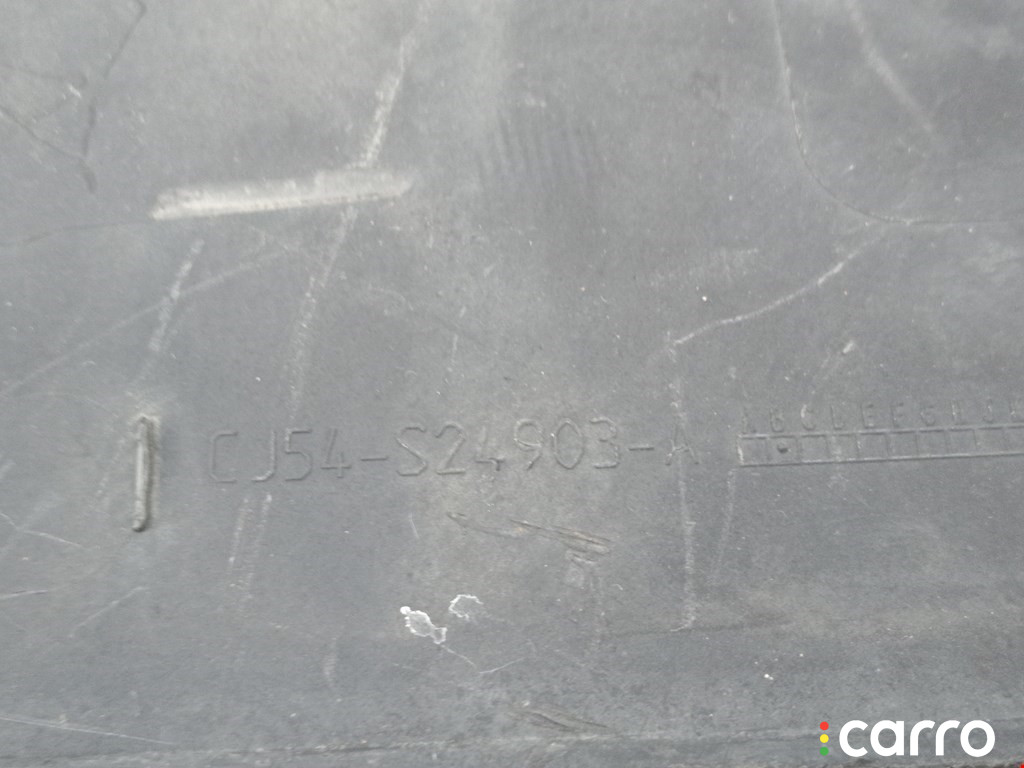 A B C D E F G H J K
CJ54-S24903-A
carro